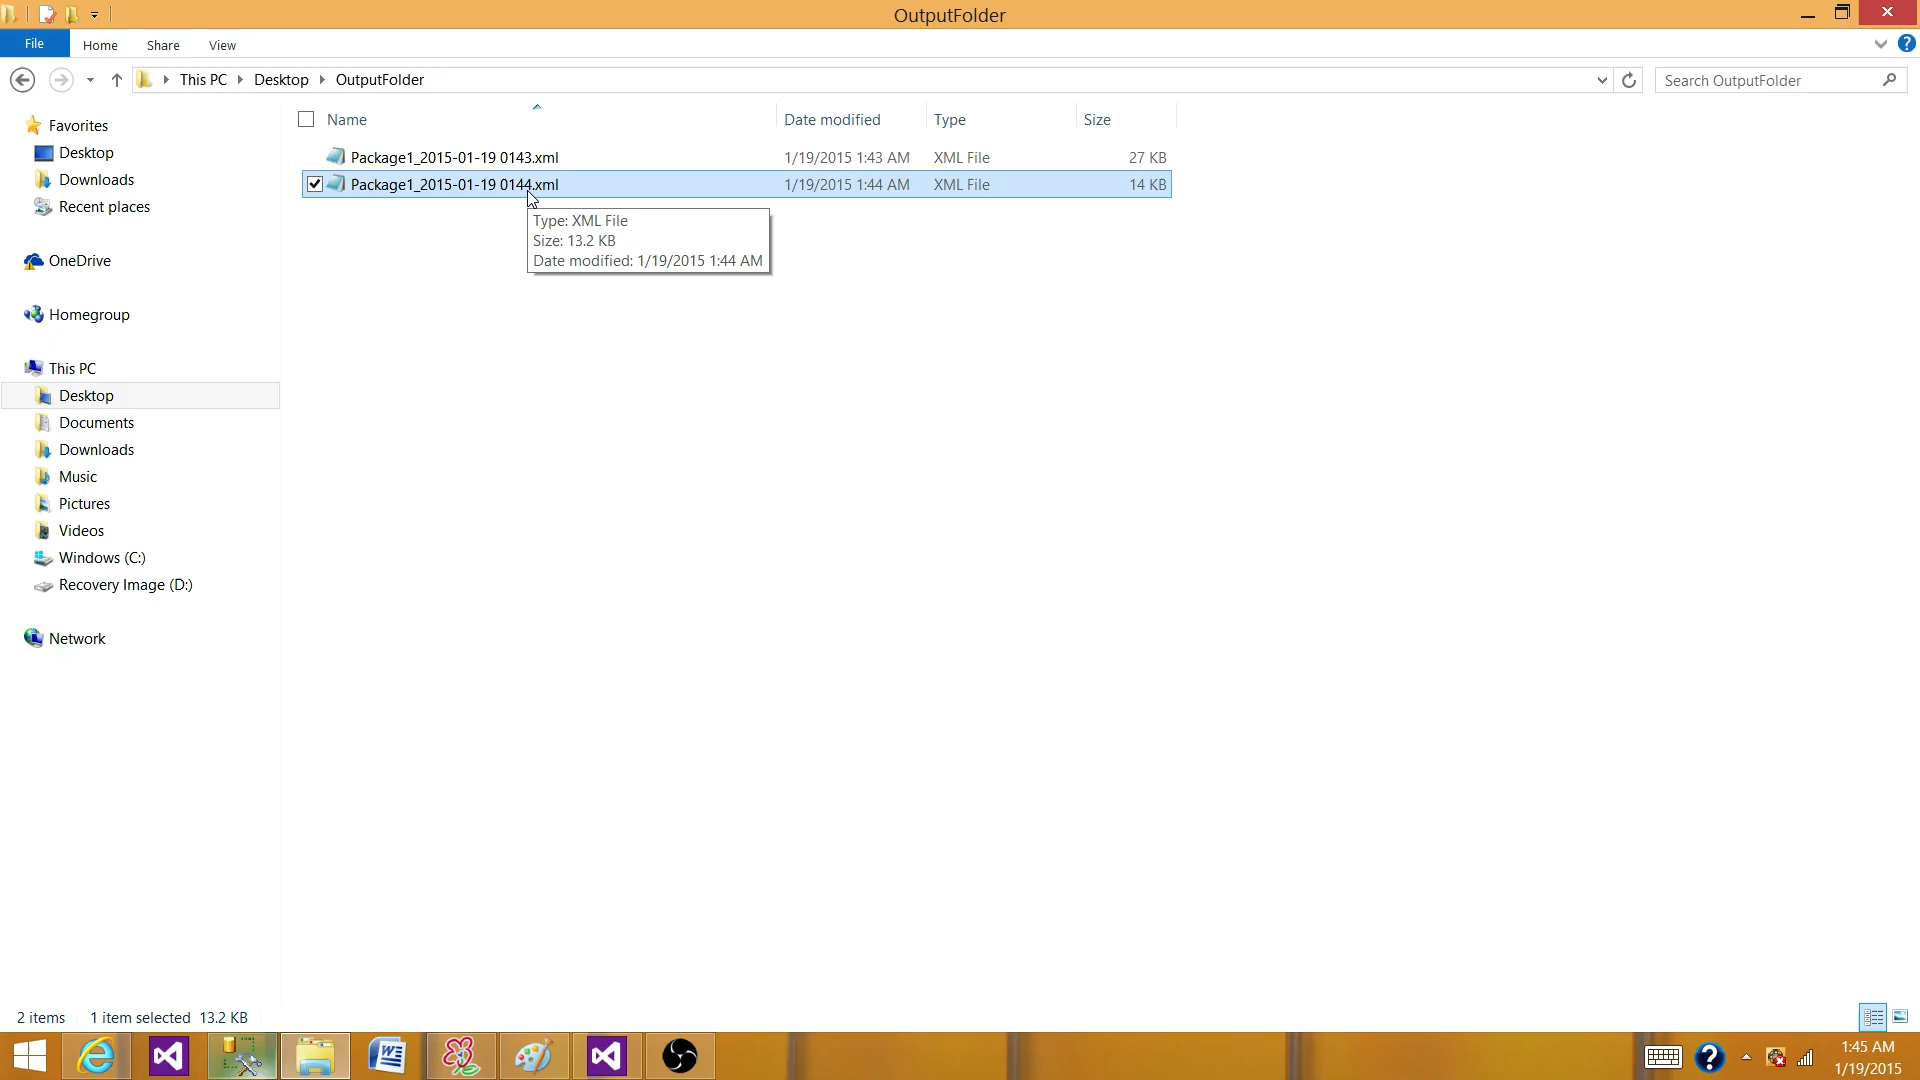 OutputFolder
File Home Share View
This PC Desktop OutputFolder
Search OutputFolder
Name Date modified Type Size
Package1_2015-01-19 0143.xml 1/19/2015 1:43 AM XML File 27 KB
Package1_2015-01-19 0144.xml 1/19/2015 1:44 AM XML File 14 KB
Type: XML File
Size: 13.2 KB
Date modified: 1/19/2015 1:44 AM
Favorites
Desktop
Downloads
Recent places
OneDrive
Homegroup
This PC
Desktop
Documents
Downloads
Music
Pictures
Videos
Windows (C:)
Recovery Image (D:)
Network
2 items 1 item selected 13.2 KB
1:45 AM
1/19/2015